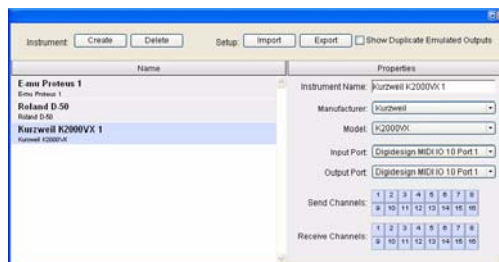 Instrument: Create Delete Setup: Import Export Show Duplicate Emulated Outputs
Name
E-mu Proteus 1
E-mu Proteus 1
Roland D-50
Roland D-50
Kurzweil K2000VX 1
Kurzweil K2000VX
Properties
Instrument Name: Kurzweil K2000VX 1
Manufacturer: Kurzweil
Model: K2000VX
Input Port: Digidesign MIDI IO 10 Port 1
Output Port: Digidesign MIDI IO 10 Port 1
Send Channels: 1 2 3 4 5 6 7 8
9 10 11 12 13 14 15 16
Receive Channels: 1 2 3 4 5 6 7 8
9 10 11 12 13 14 15 16